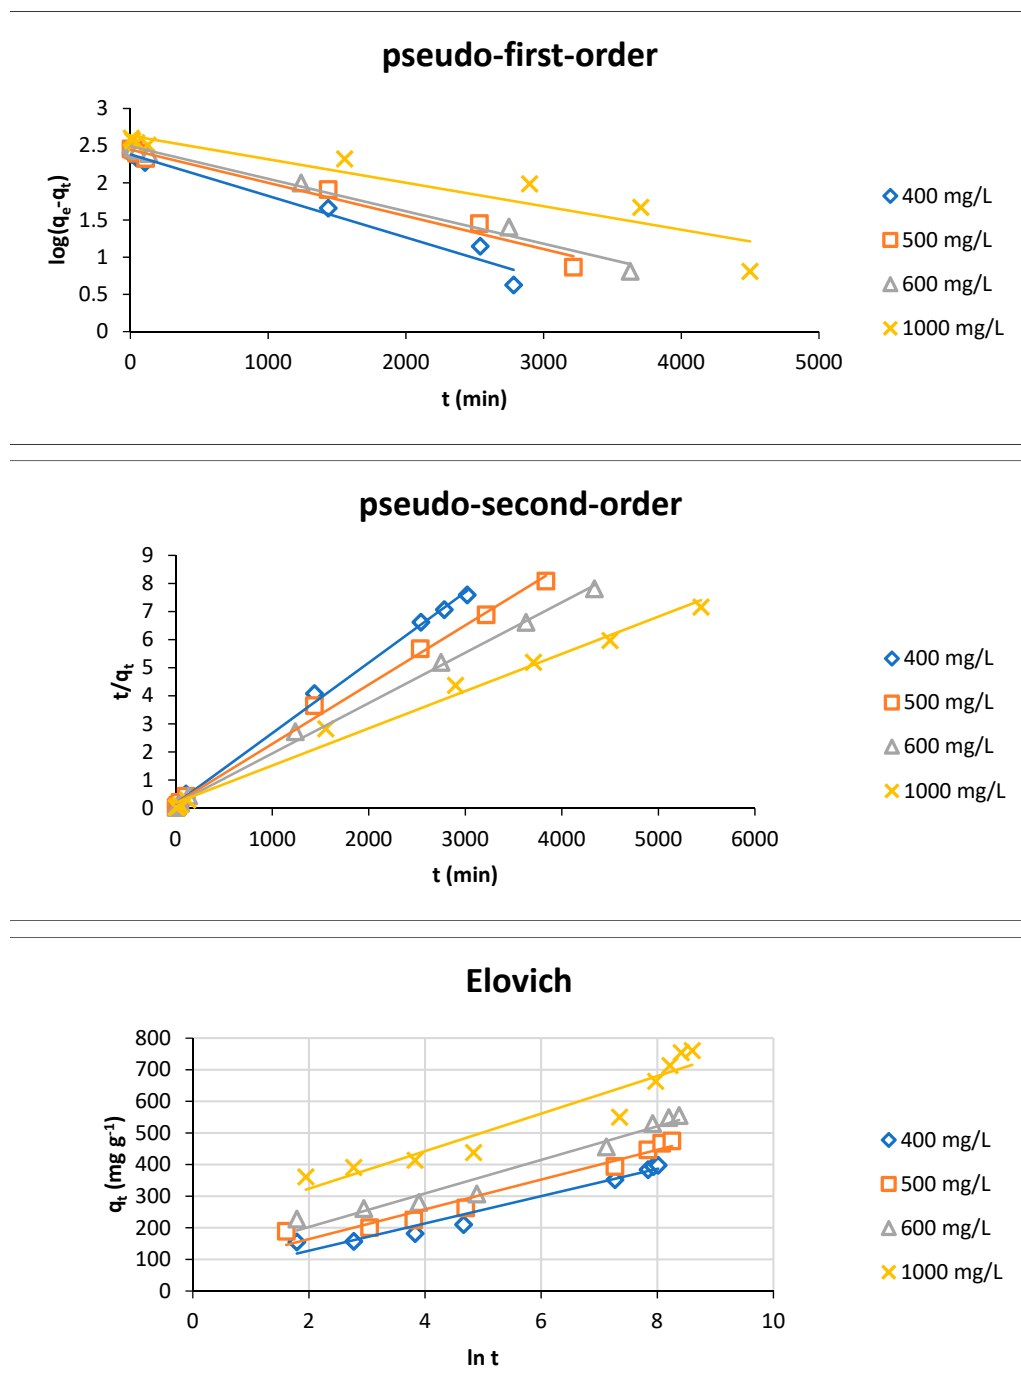 pseudo-first-order
3
2.5
2
1.5
1
0.5
0
log(qe-qt)
0 1000 2000 3000 4000 5000
t (min)
400 mg/L
500 mg/L
600 mg/L
1000 mg/L
pseudo-second-order
9
8
7
6
5
4
3
2
1
0
t/qt
0 1000 2000 3000 4000 5000 6000
t (min)
400 mg/L
500 mg/L
600 mg/L
1000 mg/L
Elovich
800
700
600
500
400
300
200
100
0
qt (mg g-1)
0 2 4 6 8 10
ln t
400 mg/L
500 mg/L
600 mg/L
1000 mg/L